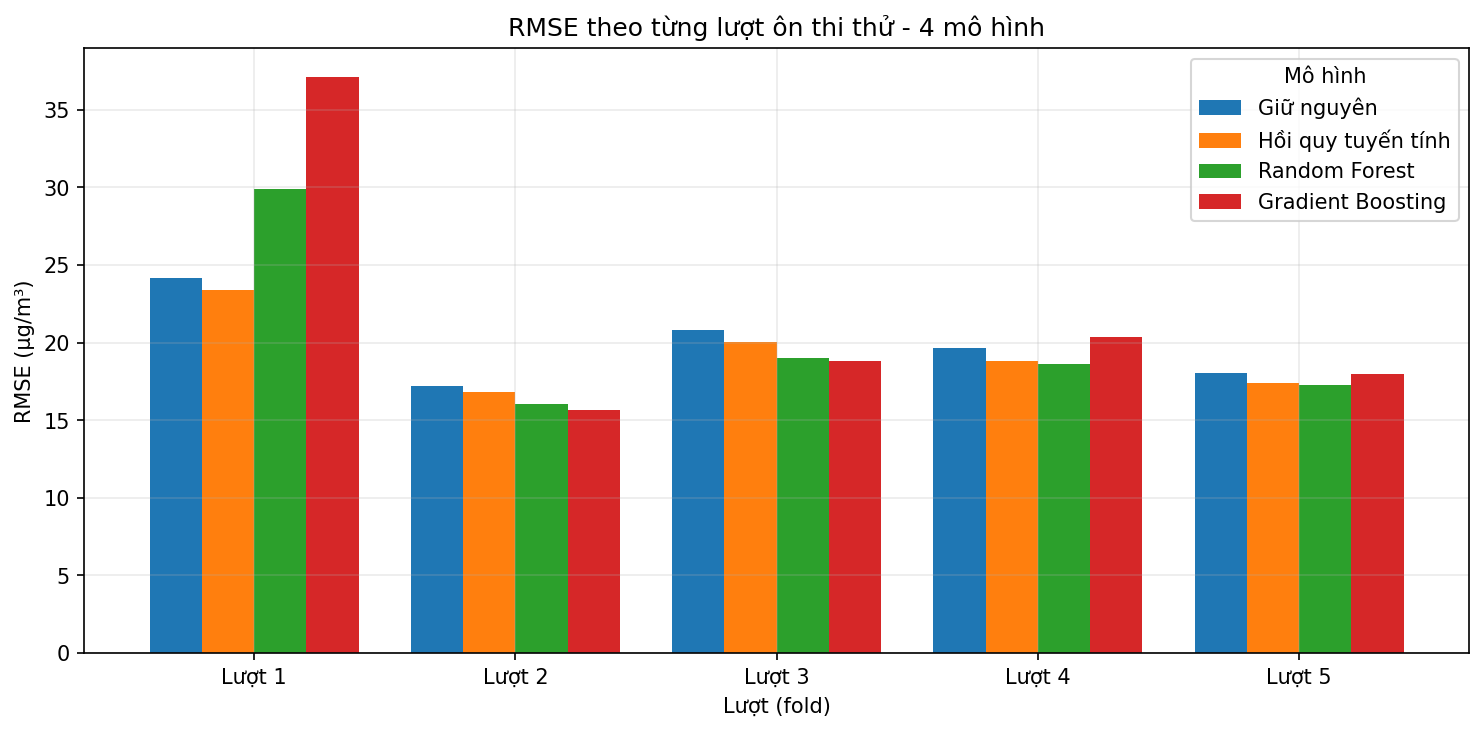 RMSE theo từng lượt ôn thi thử - 4 mô hình
Mô hình
Giữ nguyên
Hồi quy tuyến tính
Random Forest
Gradient Boosting
RMSE (µg/m³)
35
30
25
20
15
10
5
0
Lượt 1
Lượt 2
Lượt 3
Lượt 4
Lượt 5
Lượt (fold)